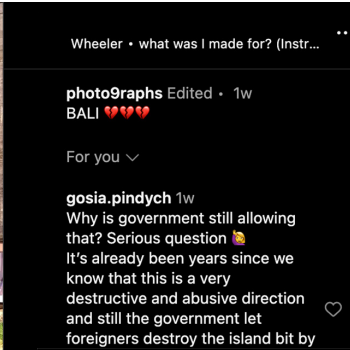 Wheeler • what was I made for? (Instr...
photo9raphs Edited • 1w
BALI 💔💔💔
For you
gosia.pindych 1w
Why is government still allowing
that? Serious question 🙋‍♀️
It’s already been years since we
know that this is a very
destructive and abusive direction
and still the government let
foreigners destroy the island bit by